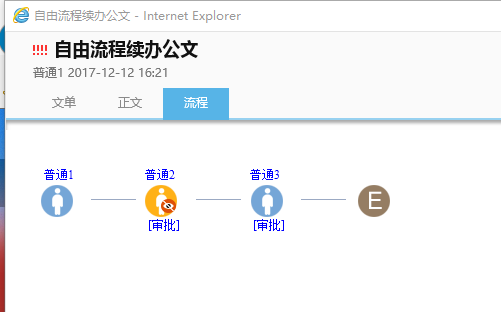 自由流程续办公文 - Internet Explorer
!!!! 自由流程续办公文
普通1 2017-12-12 16:21
文单 正文 流程
普通1 普通2 普通3
E
[审批] [审批]